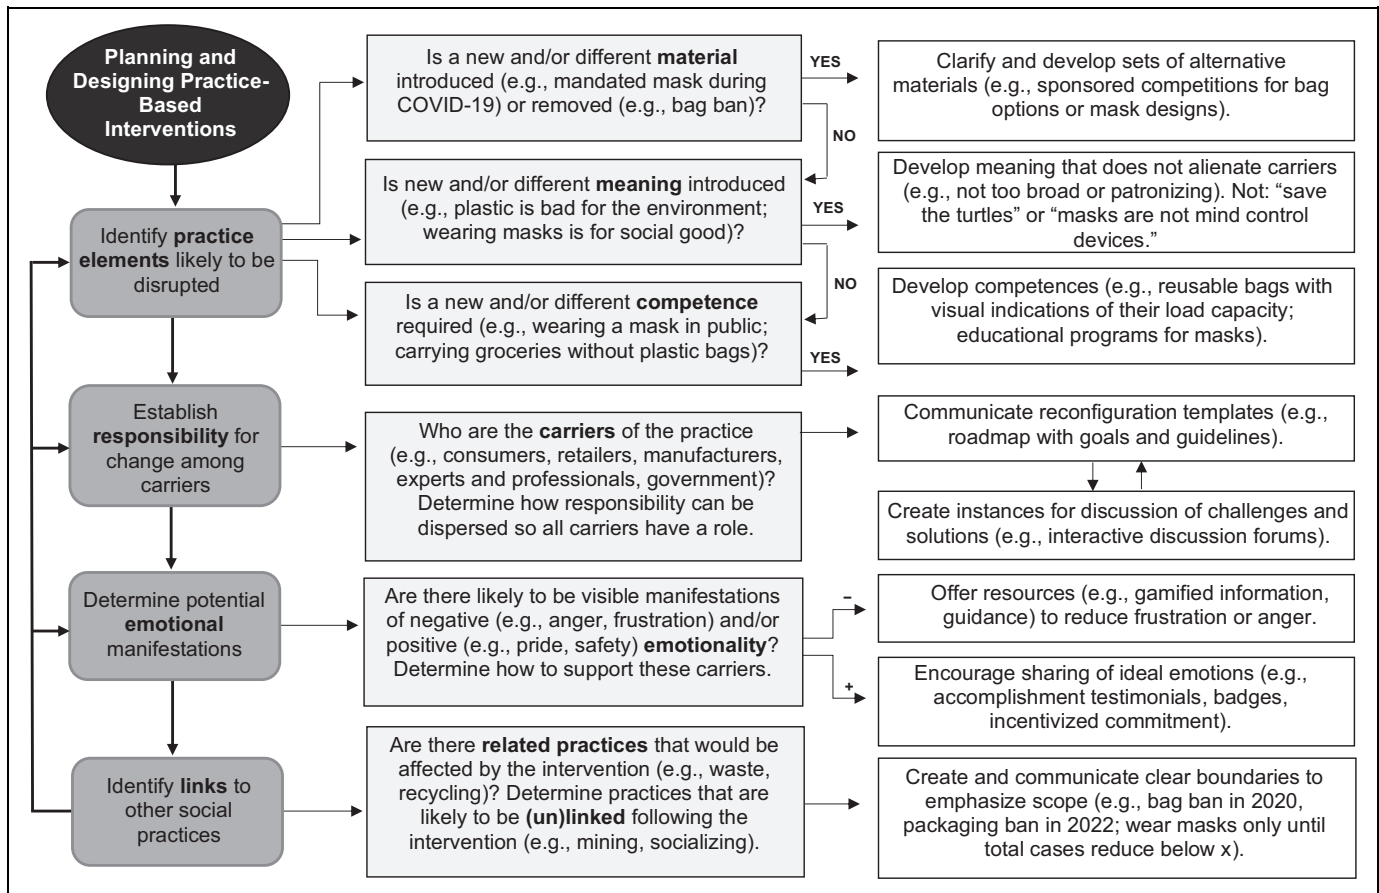 Planning and
Designing Practice-
Based
Interventions
Identify practice
elements likely to be
disrupted
Establish
responsibility for
change among
carriers
Determine potential
emotional
manifestations
Identify links to
other social
practices
Is a new and/or different material
introduced (e.g., mandated mask during
COVID-19) or removed (e.g., bag ban)?
YES
NO
Clarify and develop sets of alternative
materials (e.g., sponsored competitions for bag
options or mask designs).
Is new and/or different meaning introduced
(e.g., plastic is bad for the environment;
wearing masks is for social good)?
YES
NO
Develop meaning that does not alienate carriers
(e.g., not too broad or patronizing). Not: “save
the turtles” or “masks are not mind control
devices.”
Is a new and/or different competence
required (e.g., wearing a mask in public;
carrying groceries without plastic bags)?
YES
Develop competences (e.g., reusable bags with
visual indications of their load capacity;
educational programs for masks).
Who are the carriers of the practice
(e.g., consumers, retailers, manufacturers,
experts and professionals, government)?
Determine how responsibility can be
dispersed so all carriers have a role.
Communicate reconfiguration templates (e.g.,
roadmap with goals and guidelines).
Create instances for discussion of challenges and
solutions (e.g., interactive discussion forums).
Are there likely to be visible manifestations
of negative (e.g., anger, frustration) and/or
positive (e.g., pride, safety) emotionality?
Determine how to support these carriers.
–
+
Offer resources (e.g., gamified information,
guidance) to reduce frustration or anger.
Encourage sharing of ideal emotions (e.g.,
accomplishment testimonials, badges,
incentivized commitment).
Are there related practices that would be
affected by the intervention (e.g., waste,
recycling)? Determine practices that are
likely to be (un)linked following the
intervention (e.g., mining, socializing).
Create and communicate clear boundaries to
emphasize scope (e.g., bag ban in 2020,
packaging ban in 2022; wear masks only until
total cases reduce below x).